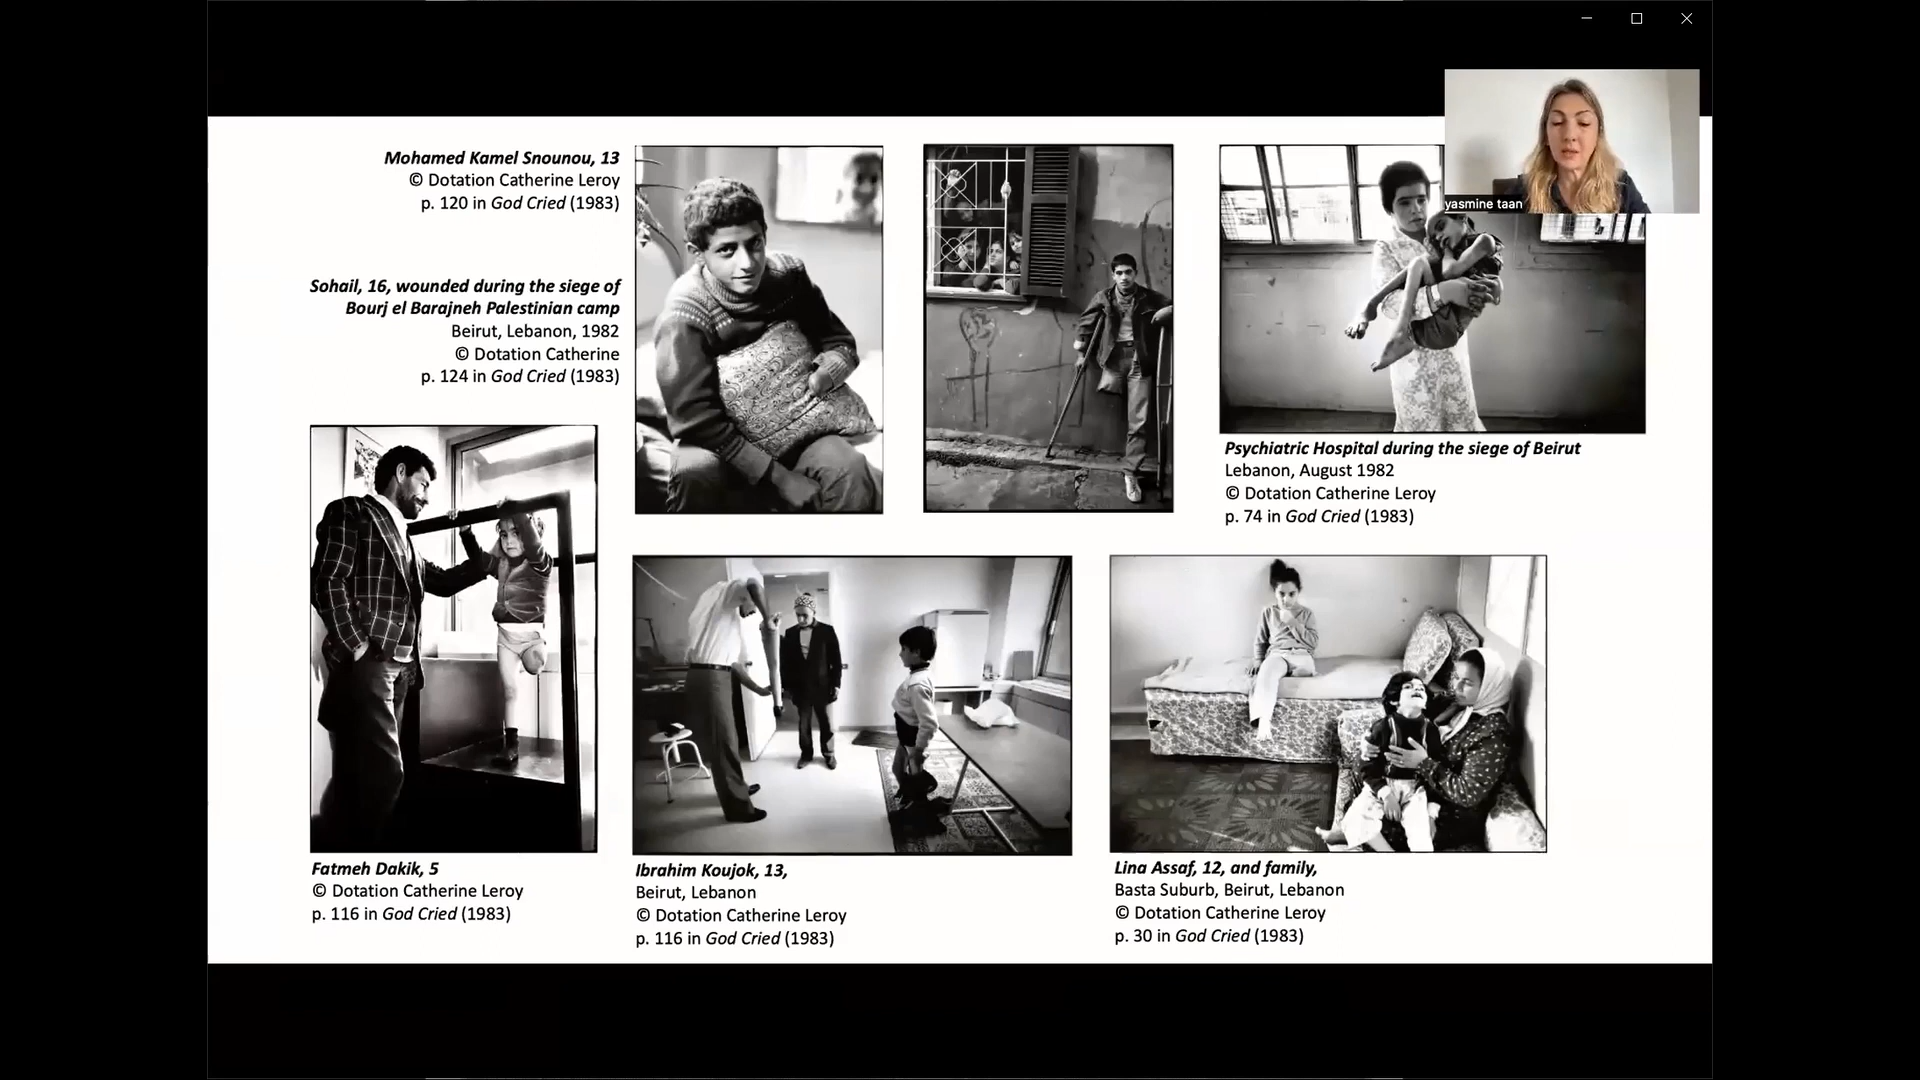 yasmine taan
Mohamed Kamel Snounou, 13
© Dotation Catherine Leroy
p. 120 in God Cried (1983)
Sohail, 16, wounded during the siege of
Bourj el Barajneh Palestinian camp
Beirut, Lebanon, 1982
© Dotation Catherine
p. 124 in God Cried (1983)
Psychiatric Hospital during the siege of Beirut
Lebanon, August 1982
© Dotation Catherine Leroy
p. 74 in God Cried (1983)
Fatmeh Dakik, 5
© Dotation Catherine Leroy
p. 116 in God Cried (1983)
Ibrahim Koujok, 13,
Beirut, Lebanon
© Dotation Catherine Leroy
p. 116 in God Cried (1983)
Lina Assaf, 12, and family,
Basta Suburb, Beirut, Lebanon
© Dotation Catherine Leroy
p. 30 in God Cried (1983)